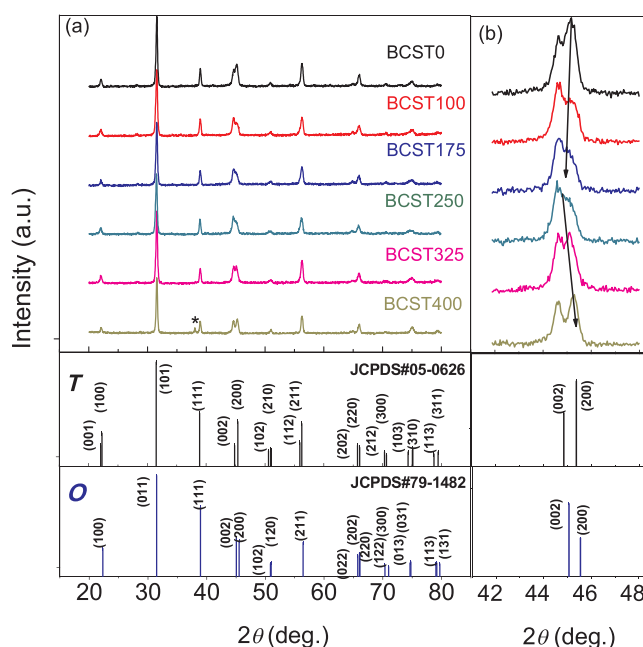 (a)
(b)
BCST0
BCST100
BCST175
BCST250
BCST325
BCST400
*
Intensity (a.u.)
T
JCPDS#05-0626
(001)
(100)
(101)
(111)
(002)
(200)
(102)
(210)
(112)
(211)
(202)
(220)
(212)
(300)
(103)
(310)
(113)
(311)
(002)
(200)
O
JCPDS#79-1482
(100)
(011)
(111)
(002)
(200)
(102)
(120)
(211)
(022)
(202)
(220)
(122)
(300)
(013)
(031)
(113)
(131)
(002)
(200)
20 30 40 50 60 70 80
42 44 46 48
2θ (deg.)
2θ (deg.)